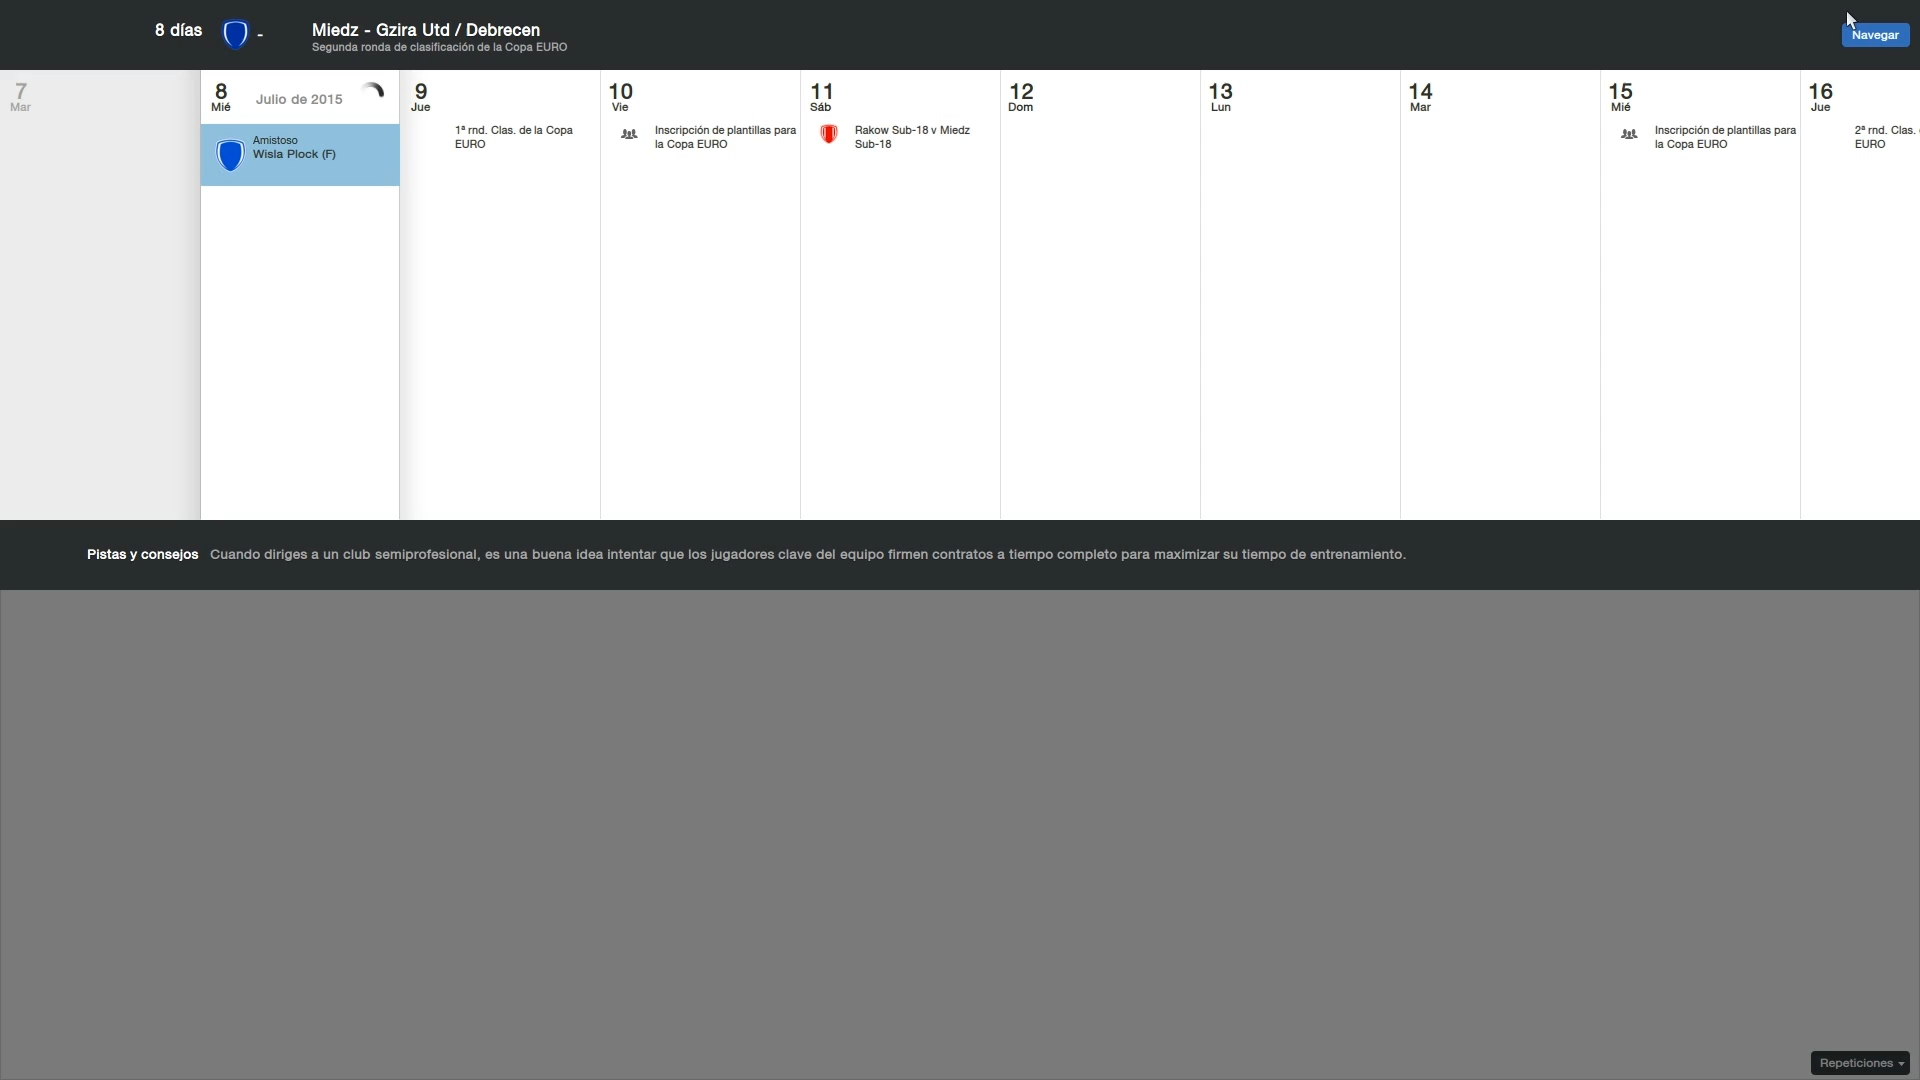 8 días
-
Miedz - Gzira Utd / Debrecen
Segunda ronda de clasificación de la Copa EURO
Navegar
7
Mar
8
Mié
Julio de 2015
Amistoso
Wisla Plock (F)
9
Jue
1ª rnd. Clas. de la Copa
EURO
10
Vie
Inscripción de plantillas para
la Copa EURO
11
Sáb
Rakow Sub-18 v Miedz
Sub-18
12
Dom
13
Lun
14
Mar
15
Mié
Inscripción de plantillas para
la Copa EURO
16
Jue
2ª rnd. Clas.
EURO
Pistas y consejos Cuando diriges a un club semiprofesional, es una buena idea intentar que los jugadores clave del equipo firmen contratos a tiempo completo para maximizar su tiempo de entrenamiento.
Repeticiones